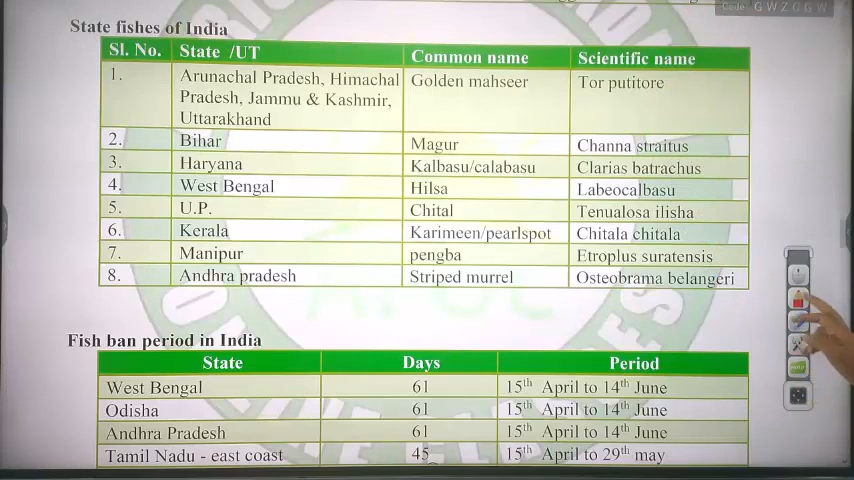 Code G W Z C G W
State fishes of India
Sl. No. State /UT Common name Scientific name
1. Arunachal Pradesh, Himachal Golden mahseer Tor putitore
Pradesh, Jammu & Kashmir,
Uttarakhand
2. Bihar Magur Channa straitus
3. Haryana Kalbasu/calabasu Clarias batrachus
4. West Bengal Hilsa Labeocalbasu
5. U.P. Chital Tenualosa ilisha
6. Kerala Karimeen/pearlspot Chitala chitala
7. Manipur pengba Etroplus suratensis
8. Andhra pradesh Striped murrel Osteobrama belangeri
Fish ban period in India
State Days Period
West Bengal 61 15th April to 14th June
Odisha 61 15th April to 14th June
Andhra Pradesh 61 15th April to 14th June
Tamil Nadu - east coast 45 15th April to 29th may